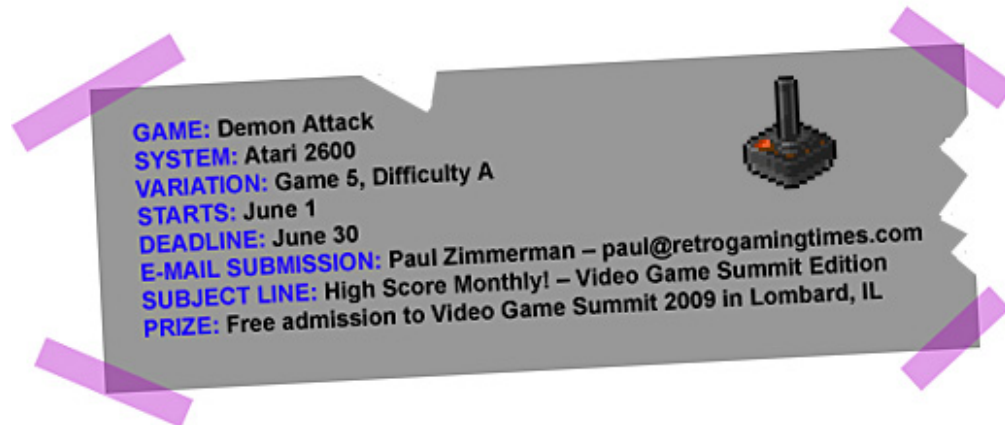 GAME: Demon Attack
SYSTEM: Atari 2600
VARIATION: Game 5, Difficulty A
STARTS: June 1
DEADLINE: June 30
E-MAIL SUBMISSION: Paul Zimmerman – paul@retrogamingtimes.com
SUBJECT LINE: High Score Monthly! – Video Game Summit Edition
PRIZE: Free admission to Video Game Summit 2009 in Lombard, IL